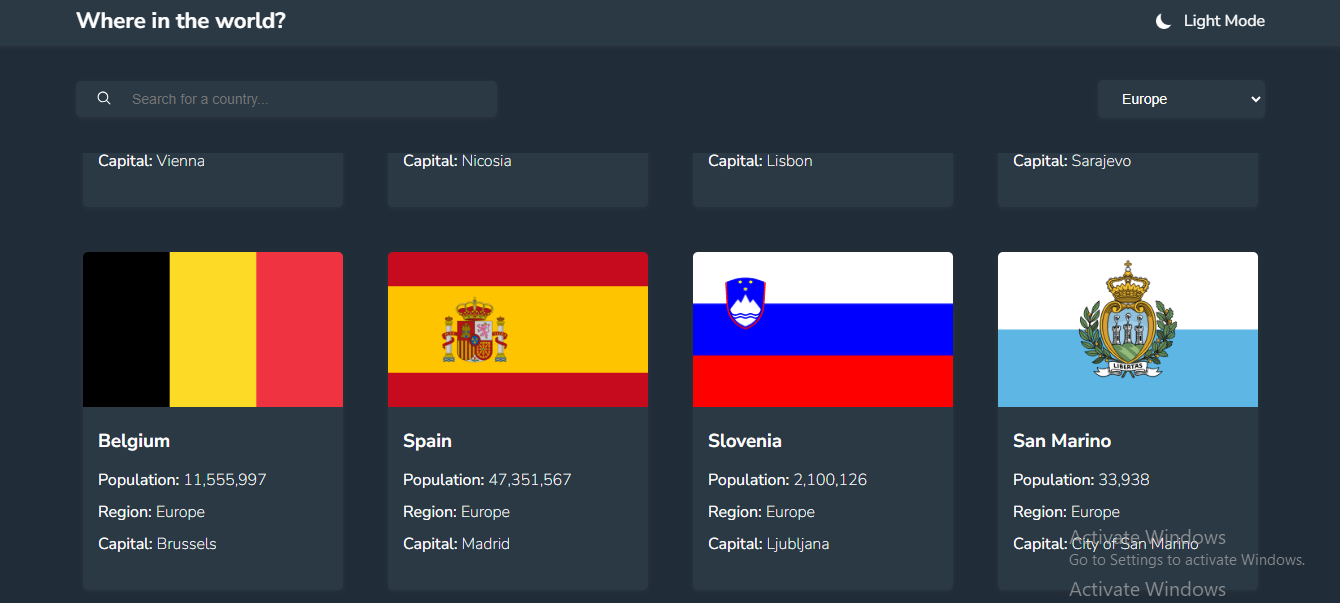 Where in the world?
Light Mode
Search for a country...
Europe
Capital: Vienna
Capital: Nicosia
Capital: Lisbon
Capital: Sarajevo
LIBERTAS
Belgium
Population: 11,555,997
Region: Europe
Capital: Brussels
Spain
Population: 47,351,567
Region: Europe
Capital: Madrid
Slovenia
Population: 2,100,126
Region: Europe
Capital: Ljubljana
San Marino
Population: 33,938
Region: Europe
Capital: City of San Marino
Activate Windows
Go to Settings to activate Windows.
Activate Windows